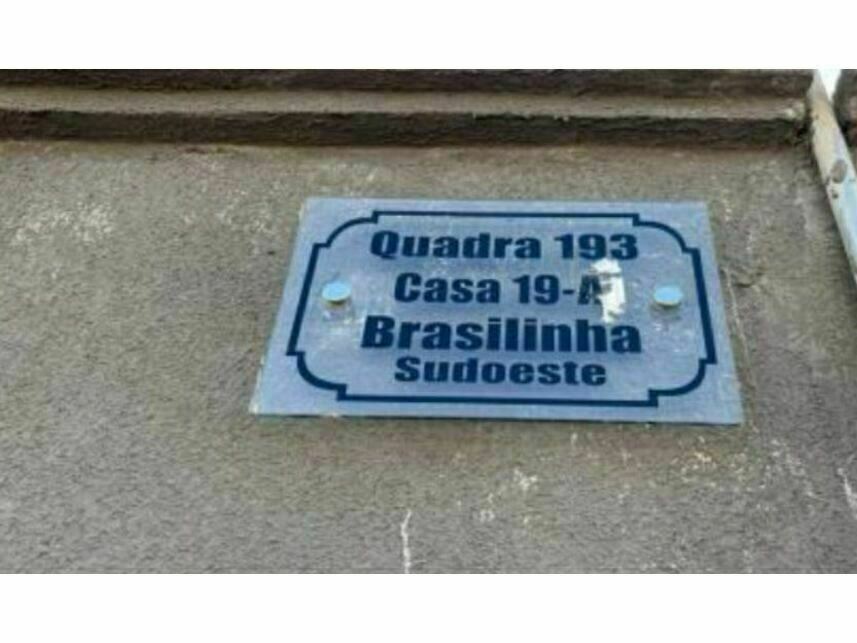 Quadra 193
Casa 19-A
Brasilinha
Sudoeste